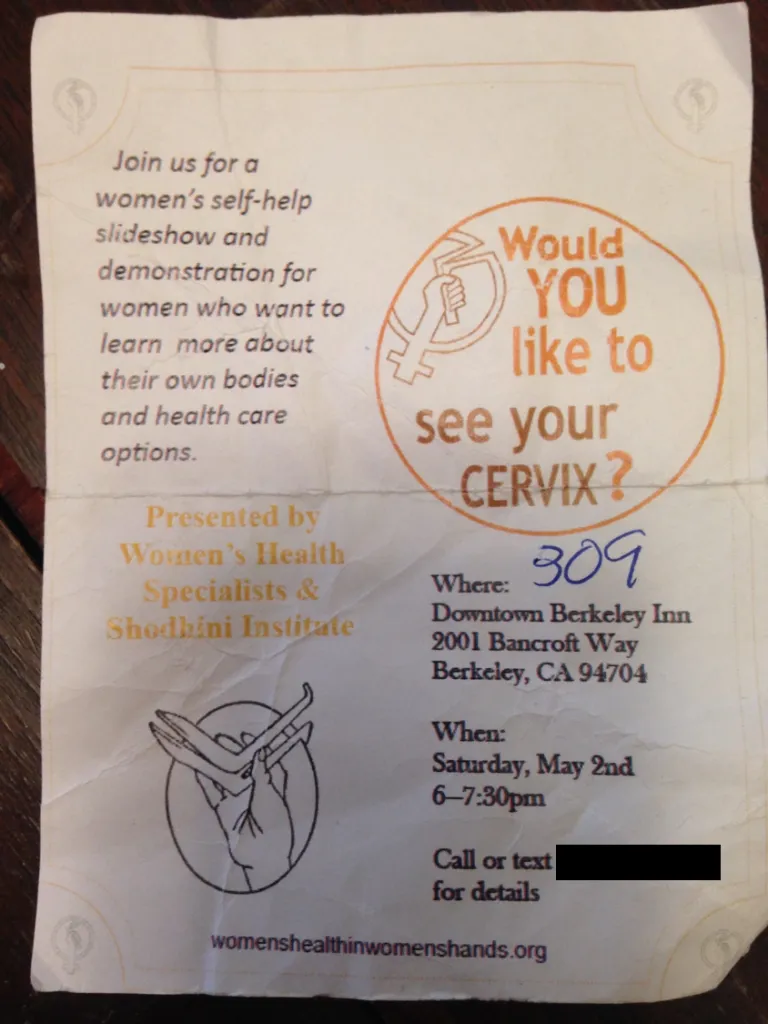 Join us for a
women's self-help
slideshow and
demonstration for
women who want to
learn more about
their own bodies
and health care
options.
Would
YOU
like to
see your
CERVIX?
Presented by
Women's Health
Specialists &
Shodhini Institute
309
Where:
Downtown Berkeley Inn
2001 Bancroft Way
Berkeley, CA 94704
When:
Saturday, May 2nd
6–7:30pm
Call or text
for details
womenshealthinwomenshands.org